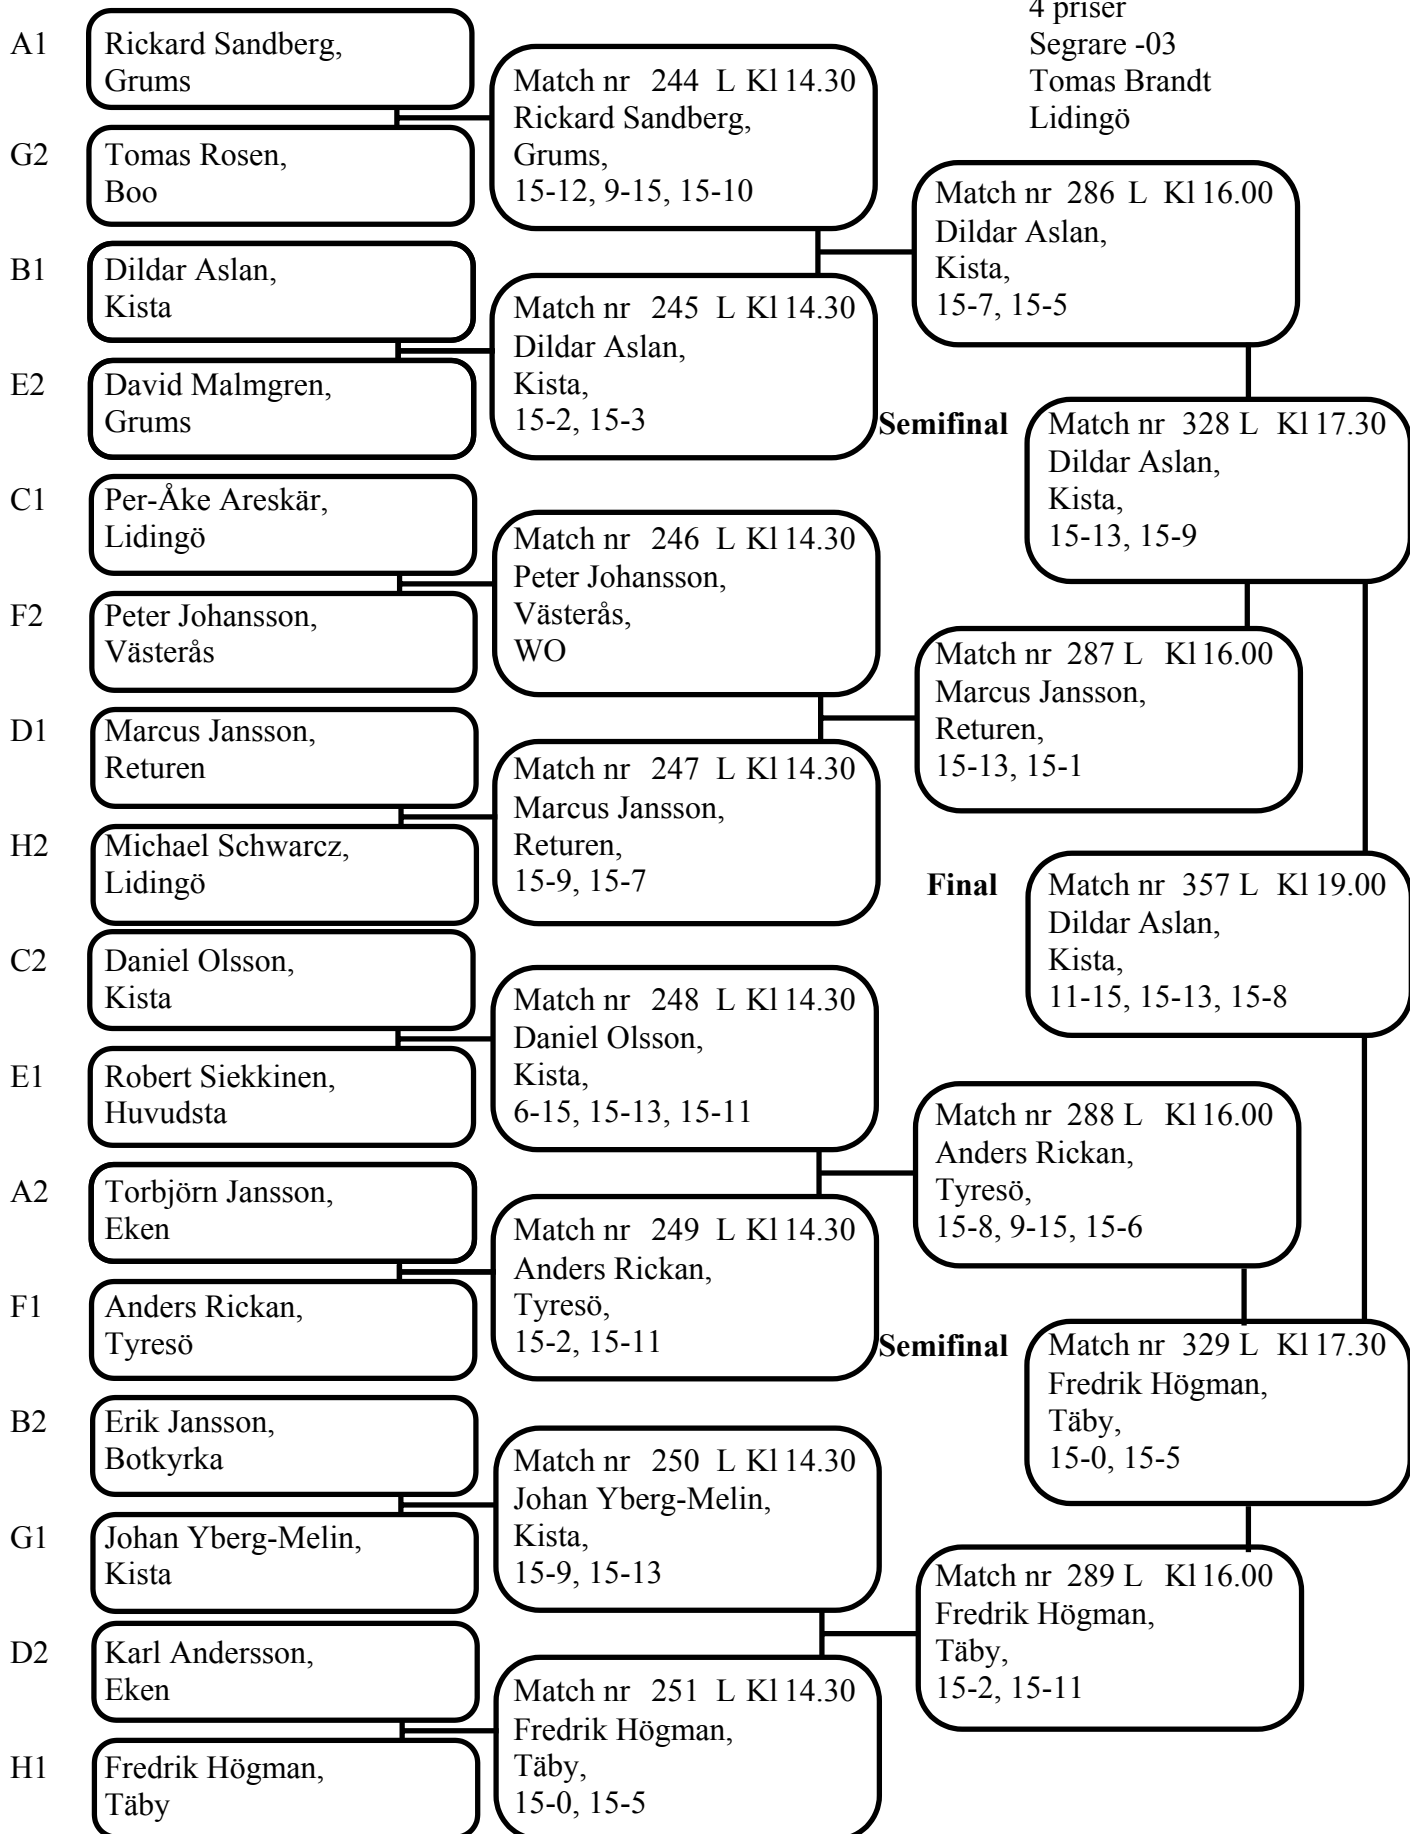 4 priser
Segrare -03
Tomas Brandt
Lidingö
A1
Rickard Sandberg,
Grums
G2
Tomas Rosen,
Boo
B1
Dildar Aslan,
Kista
E2
David Malmgren,
Grums
C1
Per-Åke Areskär,
Lidingö
F2
Peter Johansson,
Västerås
D1
Marcus Jansson,
Returen
H2
Michael Schwarcz,
Lidingö
C2
Daniel Olsson,
Kista
E1
Robert Siekkinen,
Huvudsta
A2
Torbjörn Jansson,
Eken
F1
Anders Rickan,
Tyresö
B2
Erik Jansson,
Botkyrka
G1
Johan Yberg-Melin,
Kista
D2
Karl Andersson,
Eken
H1
Fredrik Högman,
Täby
Match nr 244 L Kl 14.30
Rickard Sandberg,
Grums,
15-12, 9-15, 15-10
Match nr 245 L Kl 14.30
Dildar Aslan,
Kista,
15-2, 15-3
Match nr 246 L Kl 14.30
Peter Johansson,
Västerås,
WO
Match nr 247 L Kl 14.30
Marcus Jansson,
Returen,
15-9, 15-7
Match nr 248 L Kl 14.30
Daniel Olsson,
Kista,
6-15, 15-13, 15-11
Match nr 249 L Kl 14.30
Anders Rickan,
Tyresö,
15-2, 15-11
Match nr 250 L Kl 14.30
Johan Yberg-Melin,
Kista,
15-9, 15-13
Match nr 251 L Kl 14.30
Fredrik Högman,
Täby,
15-0, 15-5
Match nr 286 L Kl 16.00
Dildar Aslan,
Kista,
15-7, 15-5
Match nr 287 L Kl 16.00
Marcus Jansson,
Returen,
15-13, 15-1
Match nr 288 L Kl 16.00
Anders Rickan,
Tyresö,
15-8, 9-15, 15-6
Match nr 289 L Kl 16.00
Fredrik Högman,
Täby,
15-2, 15-11
Semifinal
Match nr 328 L Kl 17.30
Dildar Aslan,
Kista,
15-13, 15-9
Final
Match nr 357 L Kl 19.00
Dildar Aslan,
Kista,
11-15, 15-13, 15-8
Semifinal
Match nr 329 L Kl 17.30
Fredrik Högman,
Täby,
15-0, 15-5